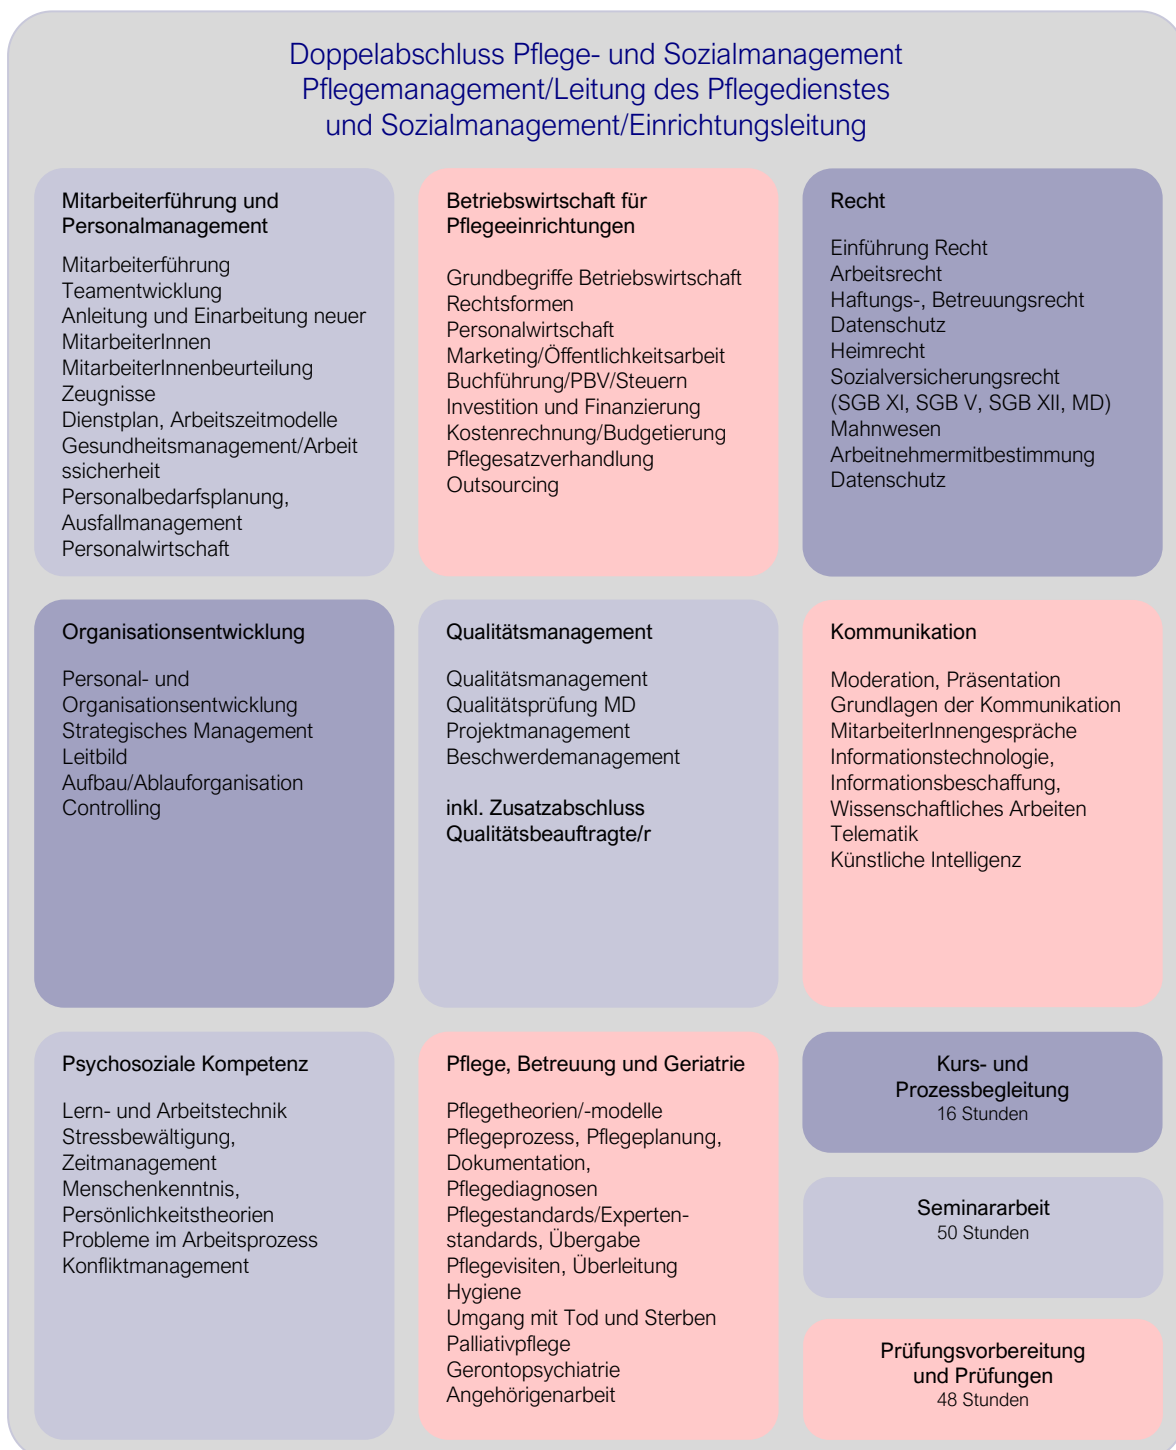 Doppelabschluss Pflege- und Sozialmanagement
Pflegemanagement/Leitung des Pflegedienstes
und Sozialmanagement/Einrichtungsleitung
Mitarbeiterführung und
Personalmanagement
Mitarbeiterführung
Teamentwicklung
Anleitung und Einarbeitung neuer
MitarbeiterInnen
MitarbeiterInnenbeurteilung
Zeugnisse
Dienstplan, Arbeitszeitmodelle
Gesundheitsmanagement/Arbeit
ssicherheit
Personalbedarfsplanung,
Ausfallmanagement
Personalwirtschaft
Betriebswirtschaft für
Pflegeeinrichtungen
Grundbegriffe Betriebswirtschaft
Rechtsformen
Personalwirtschaft
Marketing/Öffentlichkeitsarbeit
Buchführung/PBV/Steuern
Investition und Finanzierung
Kostenrechnung/Budgetierung
Pflegesatzverhandlung
Outsourcing
Recht
Einführung Recht
Arbeitsrecht
Haftungs-, Betreuungsrecht
Datenschutz
Heimrecht
Sozialversicherungsrecht
(SGB XI, SGB V, SGB XII, MD)
Mahnwesen
Arbeitnehmermitbestimmung
Datenschutz
Organisationsentwicklung
Personal- und
Organisationsentwicklung
Strategisches Management
Leitbild
Aufbau/Ablauforganisation
Controlling
Qualitätsmanagement
Qualitätsmanagement
Qualitätsprüfung MD
Projektmanagement
Beschwerdemanagement
inkl. Zusatzabschluss
Qualitätsbeauftragte/r
Kommunikation
Moderation, Präsentation
Grundlagen der Kommunikation
MitarbeiterInnengespräche
Informationstechnologie,
Informationsbeschaffung,
Wissenschaftliches Arbeiten
Telematik
Künstliche Intelligenz
Psychosoziale Kompetenz
Lern- und Arbeitstechnik
Stressbewältigung,
Zeitmanagement
Menschenkenntnis,
Persönlichkeitstheorien
Probleme im Arbeitsprozess
Konfliktmanagement
Pflege, Betreuung und Geriatrie
Pflegetheorien/-modelle
Pflegeprozess, Pflegeplanung,
Dokumentation,
Pflegediagnosen
Pflegestandards/Experten-
standards, Übergabe
Pflegevisiten, Überleitung
Hygiene
Umgang mit Tod und Sterben
Palliativpflege
Gerontopsychiatrie
Angehörigenarbeit
Kurs- und
Prozessbegleitung
16 Stunden
Seminararbeit
50 Stunden
Prüfungsvorbereitung
und Prüfungen
48 Stunden